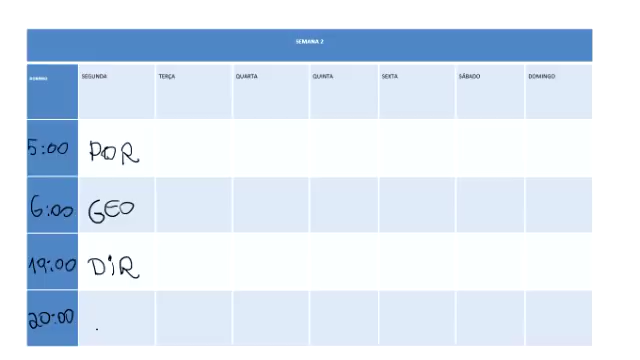 SEMANA 2
HORÁRIO SEGUNDA TERÇA QUARTA QUINTA SEXTA SÁBADO DOMINGO
5:00 POR
6:00 GEO
19:00 DIR
20:00